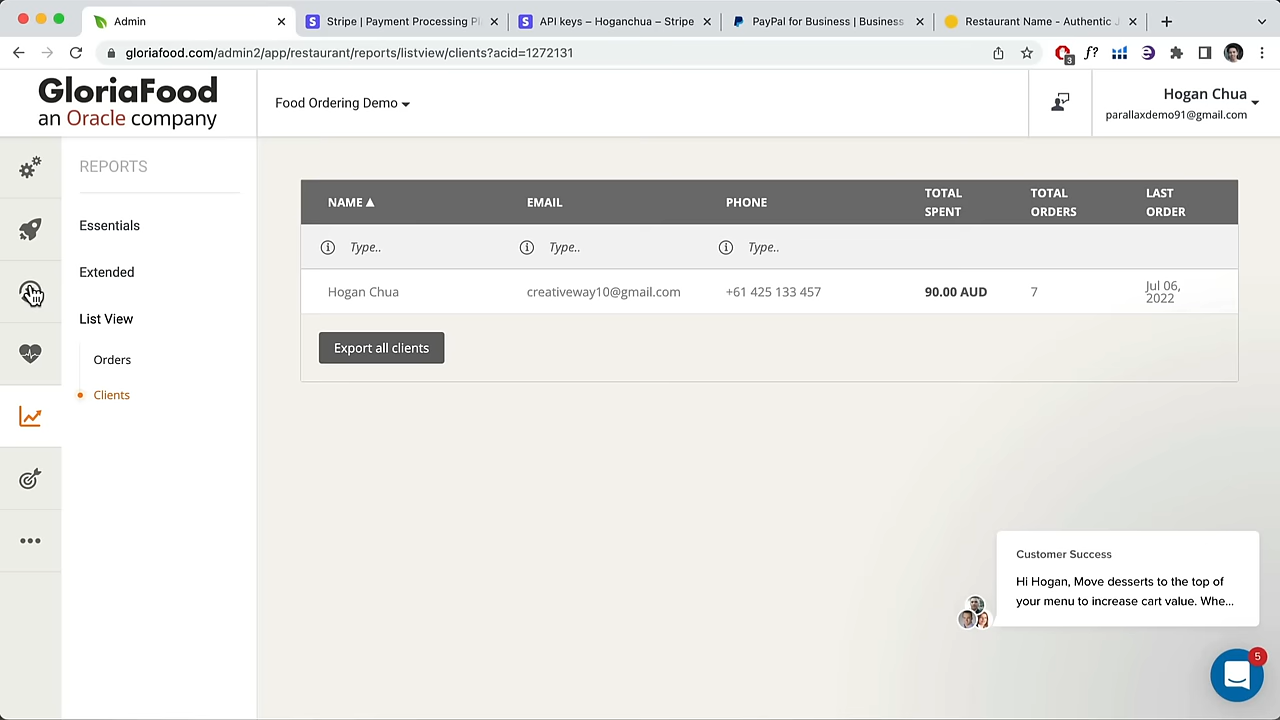 Admin
Stripe | Payment Processing Pl
API keys – Hoganchua – Stripe
PayPal for Business | Business
Restaurant Name - Authentic J
gloriafood.com/admin2/app/restaurant/reports/listview/clients?acid=1272131
3
f?
GloriaFood
an Oracle company
Food Ordering Demo
Hogan Chua
parallaxdemo91@gmail.com
REPORTS
Essentials
Extended
List View
Orders
Clients
NAME
EMAIL
PHONE
TOTAL SPENT
TOTAL ORDERS
LAST ORDER
Type..
Type..
Type..
Hogan Chua
creativeway10@gmail.com
+61 425 133 457
90.00 AUD
7
Jul 06, 2022
Export all clients
Customer Success
Hi Hogan, Move desserts to the top of
your menu to increase cart value. Whe...
5